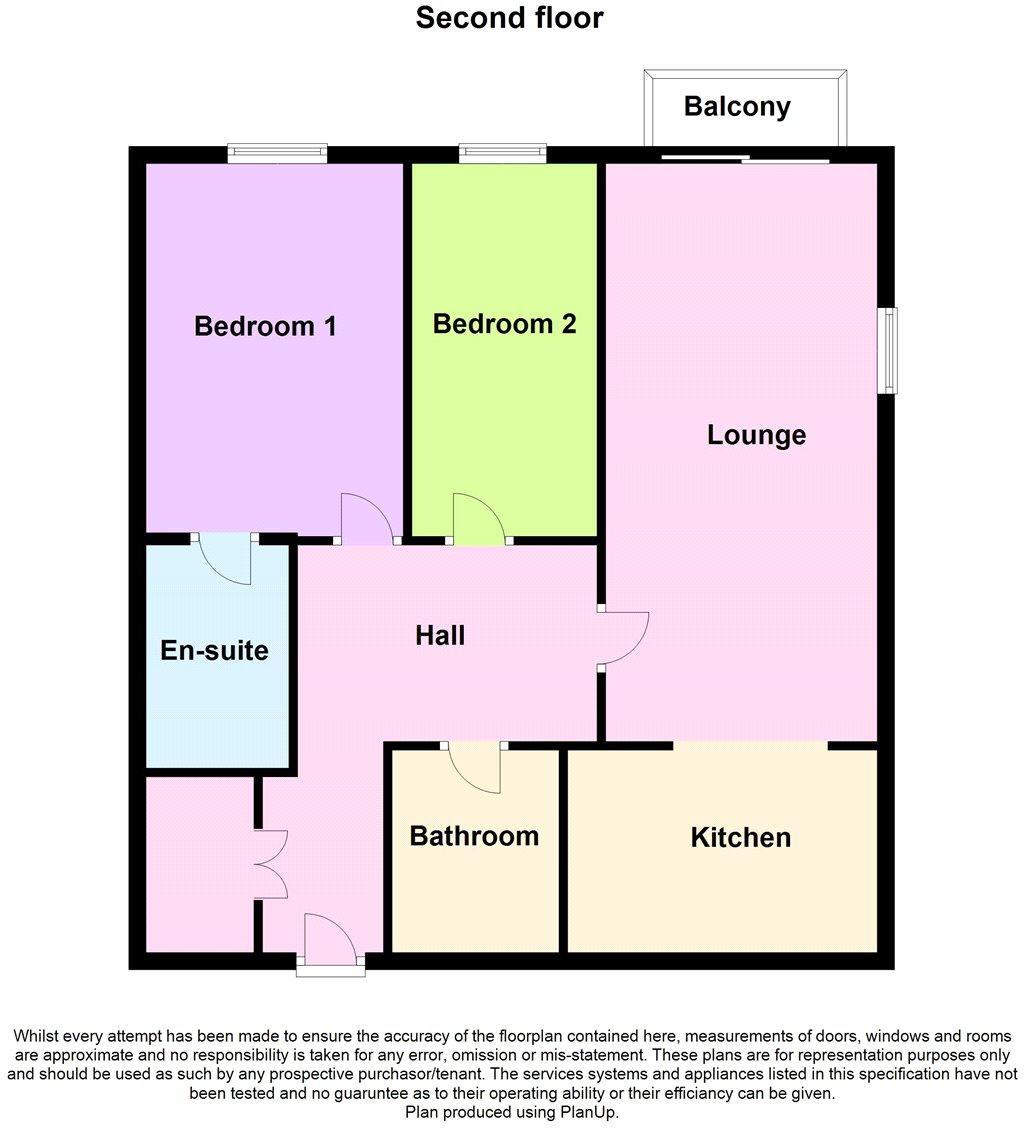 Second floor
Balcony
Bedroom 1
Bedroom 2
Lounge
Hall
En-suite
Bathroom
Kitchen
Whilst every attempt has been made to ensure the accuracy of the floorplan contained here, measurements of doors, windows and rooms
are approximate and no responsibility is taken for any error, omission or mis-statement. These plans are for representation purposes only
and should be used as such by any prospective purchasor/tenant. The services systems and appliances listed in this specification have not
been tested and no guaruntee as to their operating ability or their efficiancy can be given.
Plan produced using PlanUp.